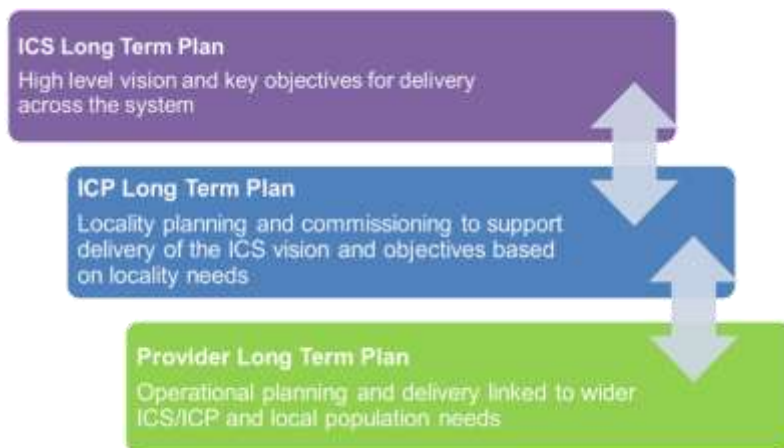 ICS Long Term Plan
High level vision and key objectives for delivery
across the system
ICP Long Term Plan
Locality planning and commissioning to support
delivery of the ICS vision and objectives based
on locality needs
Provider Long Term Plan
Operational planning and delivery linked to wider
ICS/ICP and local population needs